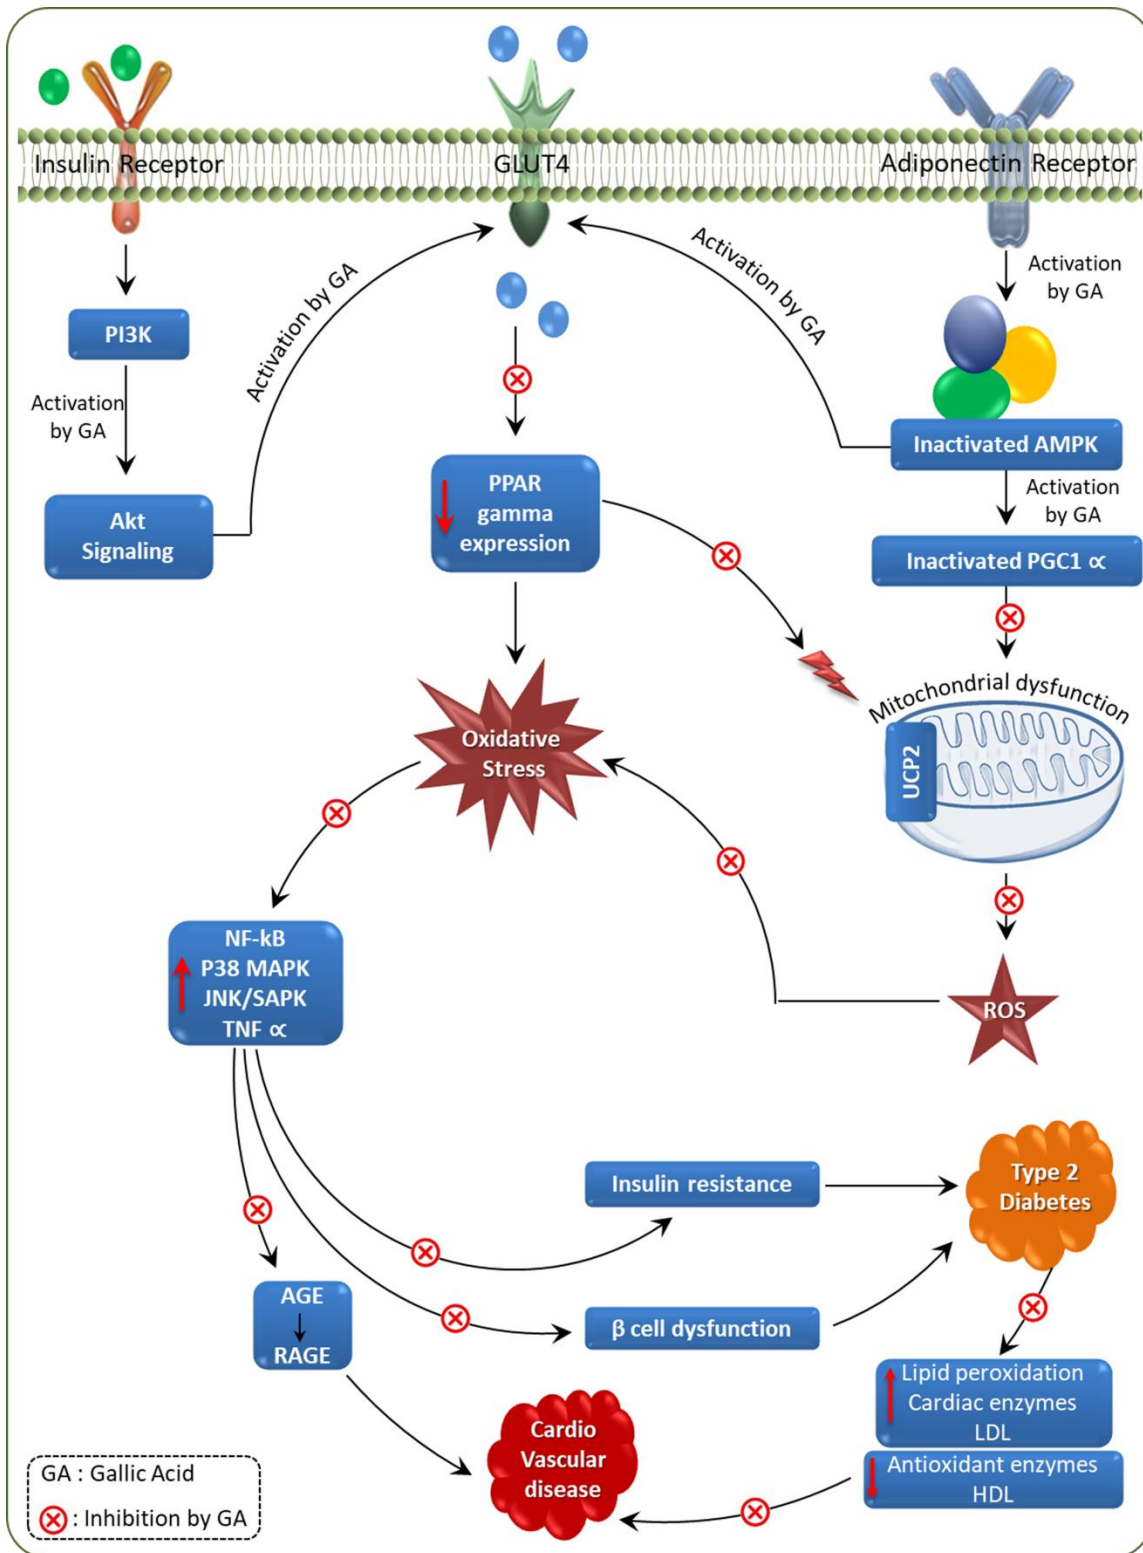 Insulin Receptor
GLUT4
Adiponectin Receptor
Activation
by GA
Activation by GA
Activation by GA
PI3K
Activation
by GA
Inactivated AMPK
Activation
by GA
Akt
Signaling
PPAR
gamma
expression
Inactivated PGC1 ∝
Mitochondrial dysfunction
UCP2
Oxidative
Stress
NF-kB
P38 MAPK
JNK/SAPK
TNF ∝
ROS
Insulin resistance
Type 2
Diabetes
AGE
RAGE
β cell dysfunction
Lipid peroxidation
Cardiac enzymes
LDL
Antioxidant enzymes
HDL
Cardio
Vascular
disease
GA : Gallic Acid
: Inhibition by GA